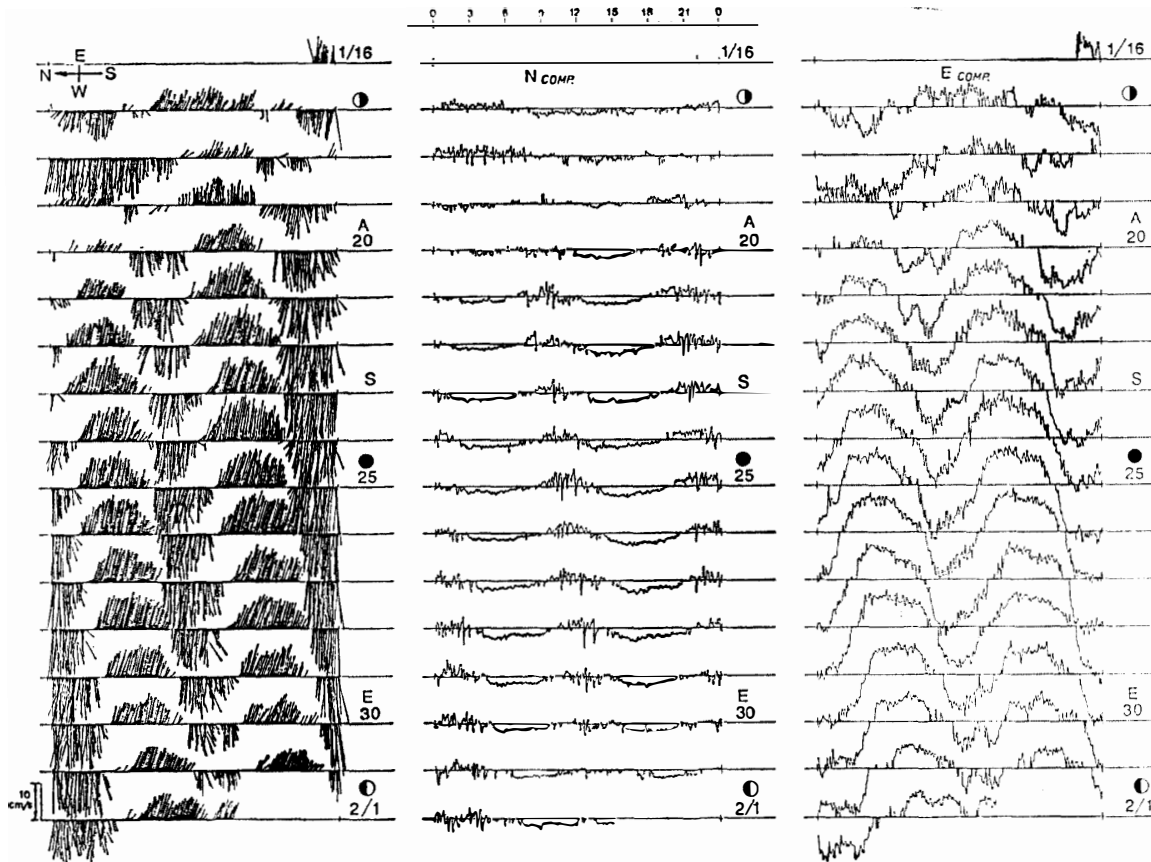 0 3 6 9 12 15 18 21 0
1/16 1/16 1/16
E
N S
W
N COMP.
E COMP.
A A A
20 20 20
S S S
25 25 25
E E E
30 30 30
10
cm/s
2/1 2/1 2/1